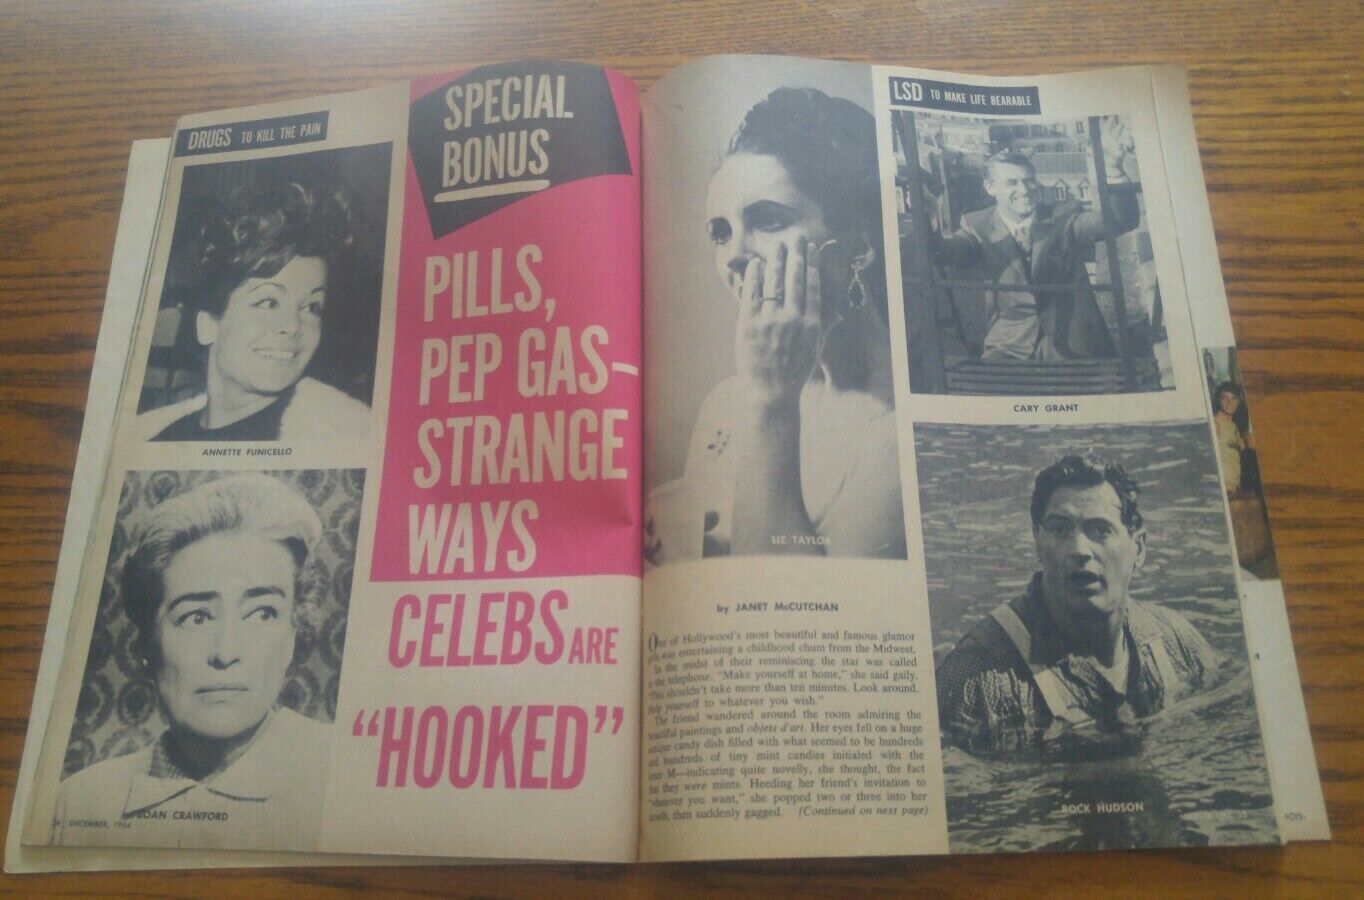 DRUGS TO KILL THE PAIN
ANNETTE FUNICELLO
JOAN CRAWFORD
DECEMBER, 1964
SPECIAL
BONUS
PILLS,
PEP GAS—
STRANGE
WAYS
CELEBS ARE
“HOOKED”
LIZ TAYLOR
by JANET McCUTCHAN
One of Hollywood's most beautiful and famous glamor
girls was entertaining a childhood chum from the Midwest.
In the midst of their reminiscing the star was called
to the telephone. “Make yourself at home,” she said gaily.
“This shouldn't take more than ten minutes. Look around.
Help yourself to whatever you wish.”
The friend wandered around the room admiring the
beautiful paintings and objets d'art. Her eyes fell on a huge
antique candy dish filled with what seemed to be hundreds
and hundreds of tiny mint candies initialed with the
letter M—indicating quite novelly, she thought, the fact
that they were mints. Heeding her friend's invitation to
“whatever you want,” she popped two or three into her
mouth, then suddenly gagged. (Continued on next page)
LSD TO MAKE LIFE BEARABLE
CARY GRANT
ROCK HUDSON